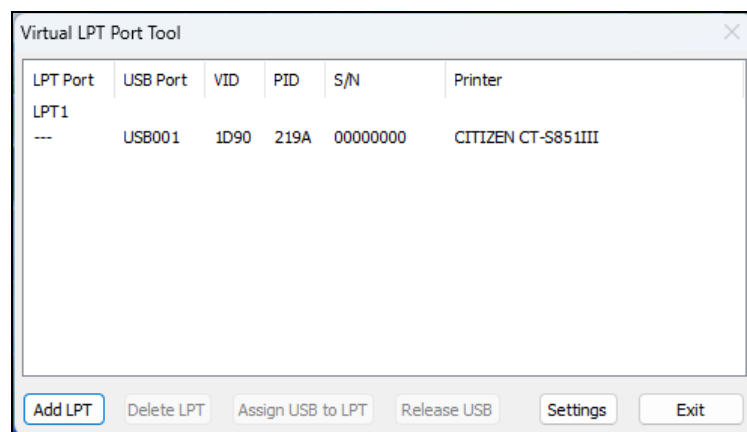 Virtual LPT Port Tool
LPT Port USB Port VID PID S/N Printer
LPT1
--- USB001 1D90 219A 00000000 CITIZEN CT-S851III
Add LPT Delete LPT Assign USB to LPT Release USB Settings Exit